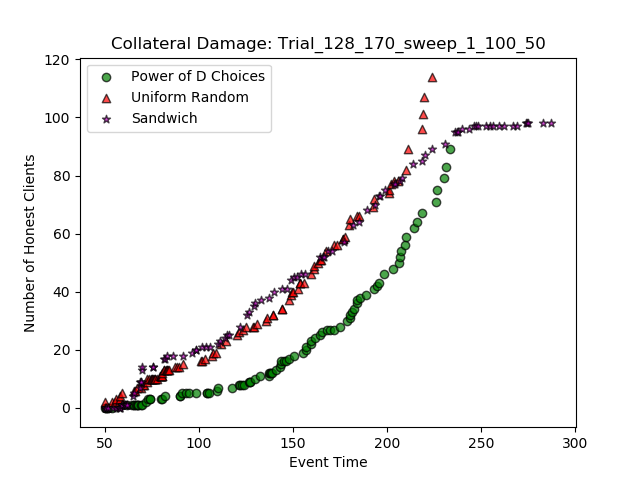 Collateral Damage: Trial_128_170_sweep_1_100_50
120
100
80
60
40
20
0
Number of Honest Clients
Power of D Choices
Uniform Random
Sandwich
50
100
150
200
250
300
Event Time